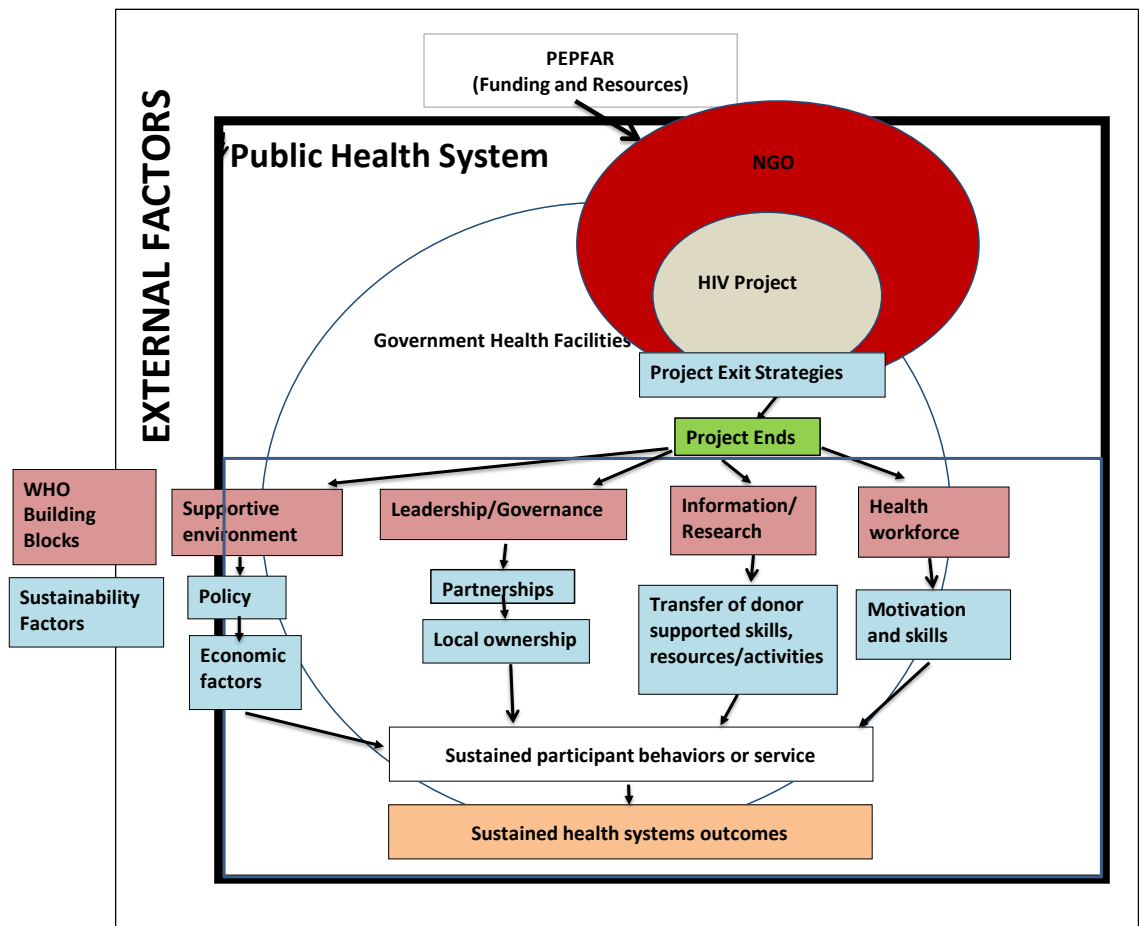 PEPFAR
(Funding and Resources)
EXTERNAL FACTORS
Public Health System
NGO
HIV Project
Government Health Facilities
Project Exit Strategies
Project Ends
WHO
Building
Blocks
Supportive
environment
Leadership/Governance
Information/
Research
Health
workforce
Sustainability
Factors
Policy
Partnerships
Transfer of donor
supported skills,
resources/activities
Motivation
and skills
Economic
factors
Local ownership
Sustained participant behaviors or service
Sustained health systems outcomes